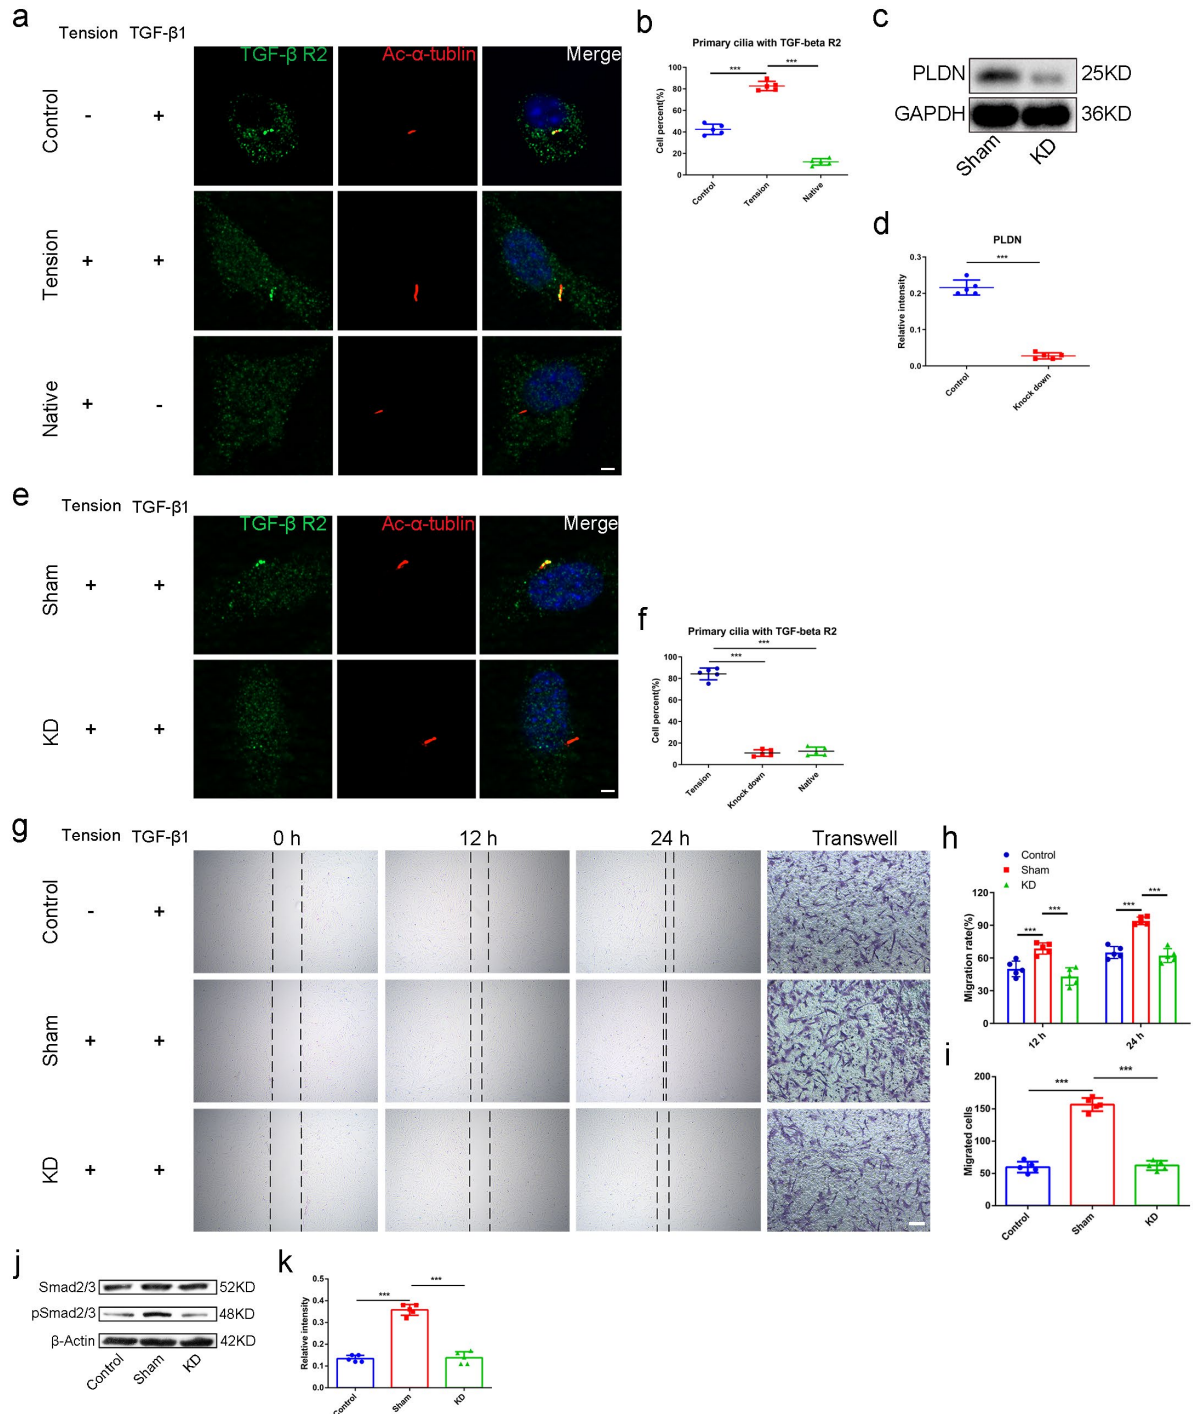 a
Tension TGF-β1
TGF-β R2 Ac-α-tublin Merge
Control - +
Tension + +
Native + -
b
Primary cilia with TGF-beta R2
*** ***
Cell percent(%)
100
80
60
40
20
0
Control Tension Native
c
PLDN 25KD
GAPDH 36KD
Sham KD
d
PLDN
***
Relative intensity
0.3
0.2
0.1
0.0
Control Knock down
e
Tension TGF-β1
TGF-β R2 Ac-α-tublin Merge
Sham + +
KD + +
f
Primary cilia with TGF-beta R2
***
***
Cell percent(%)
100
80
60
40
20
0
Tension Knock down Native
g
Tension TGF-β1 0 h 12 h 24 h Transwell
Control - +
Sham + +
KD + +
h
Control
Sham
KD
Migration rate(%)
120
90
60
30
0
*** *** *** ***
12 h 24 h
i
Migrated cells
200
150
100
50
0
*** ***
Control Sham KD
j
Smad2/3 52KD
pSmad2/3 48KD
β-Actin 42KD
Control Sham KD
k
Relative intensity
0.5
0.4
0.3
0.2
0.1
0.0
*** ***
Control Sham KD